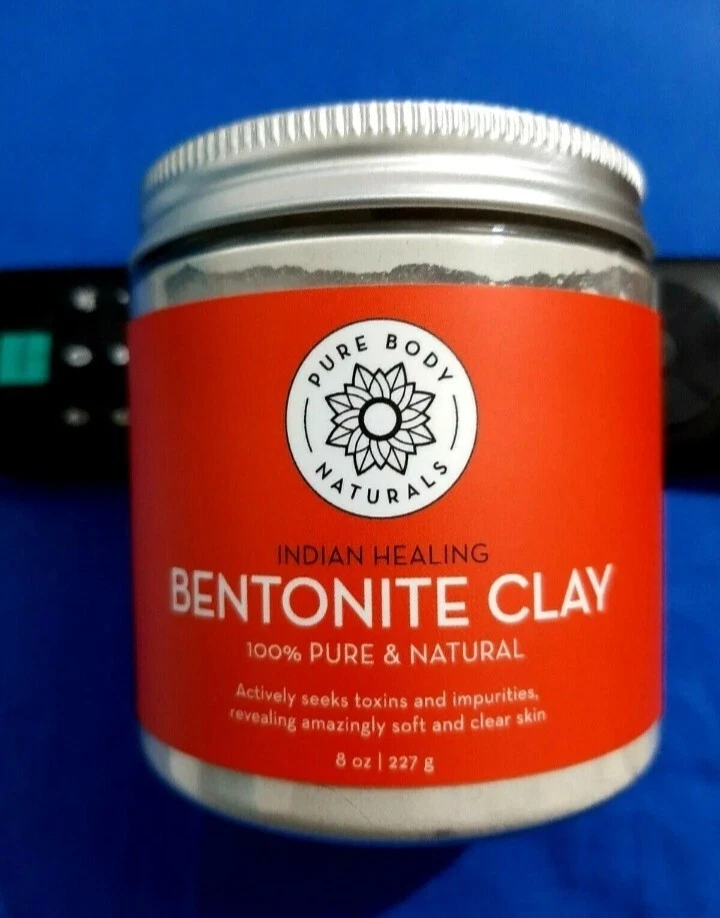 PURE BODY
NATURALS
INDIAN HEALING
BENTONITE CLAY
100% PURE & NATURAL
Actively seeks toxins and impurities,
revealing amazingly soft and clear skin
8 oz | 227 g